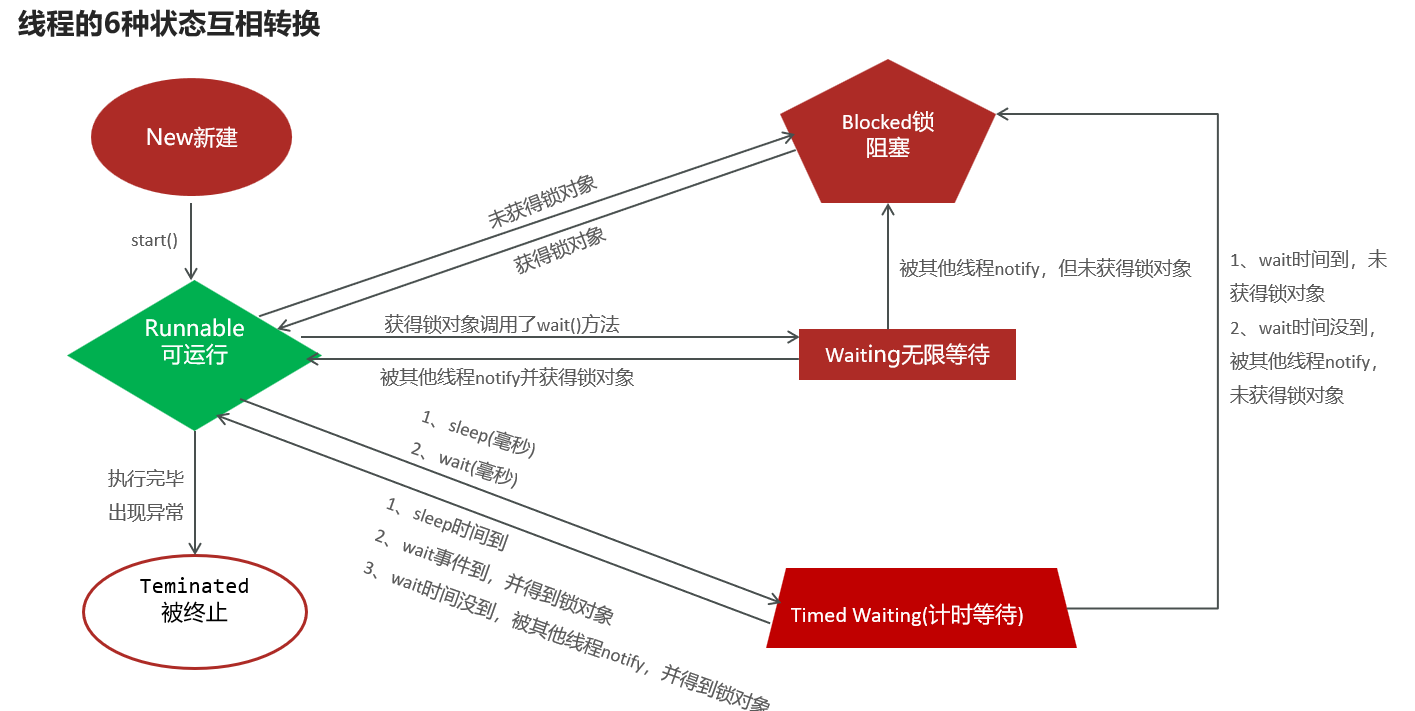 线程的6种状态互相转换
New新建
start()
Runnable
可运行
执行完毕
出现异常
Teminated
被终止
未获得锁对象
获得锁对象
Blocked锁
阻塞
被其他线程notify，但未获得锁对象
获得锁对象调用了wait()方法
被其他线程notify并获得锁对象
Waiting无限等待
1、sleep(毫秒)
2、wait(毫秒)
1、sleep时间到
2、wait事件到，并得到锁对象
3、wait时间没到，被其他线程notify，并得到锁对象
Timed Waiting(计时等待)
1、wait时间到，未
获得锁对象
2、wait时间没到，
被其他线程notify，
未获得锁对象